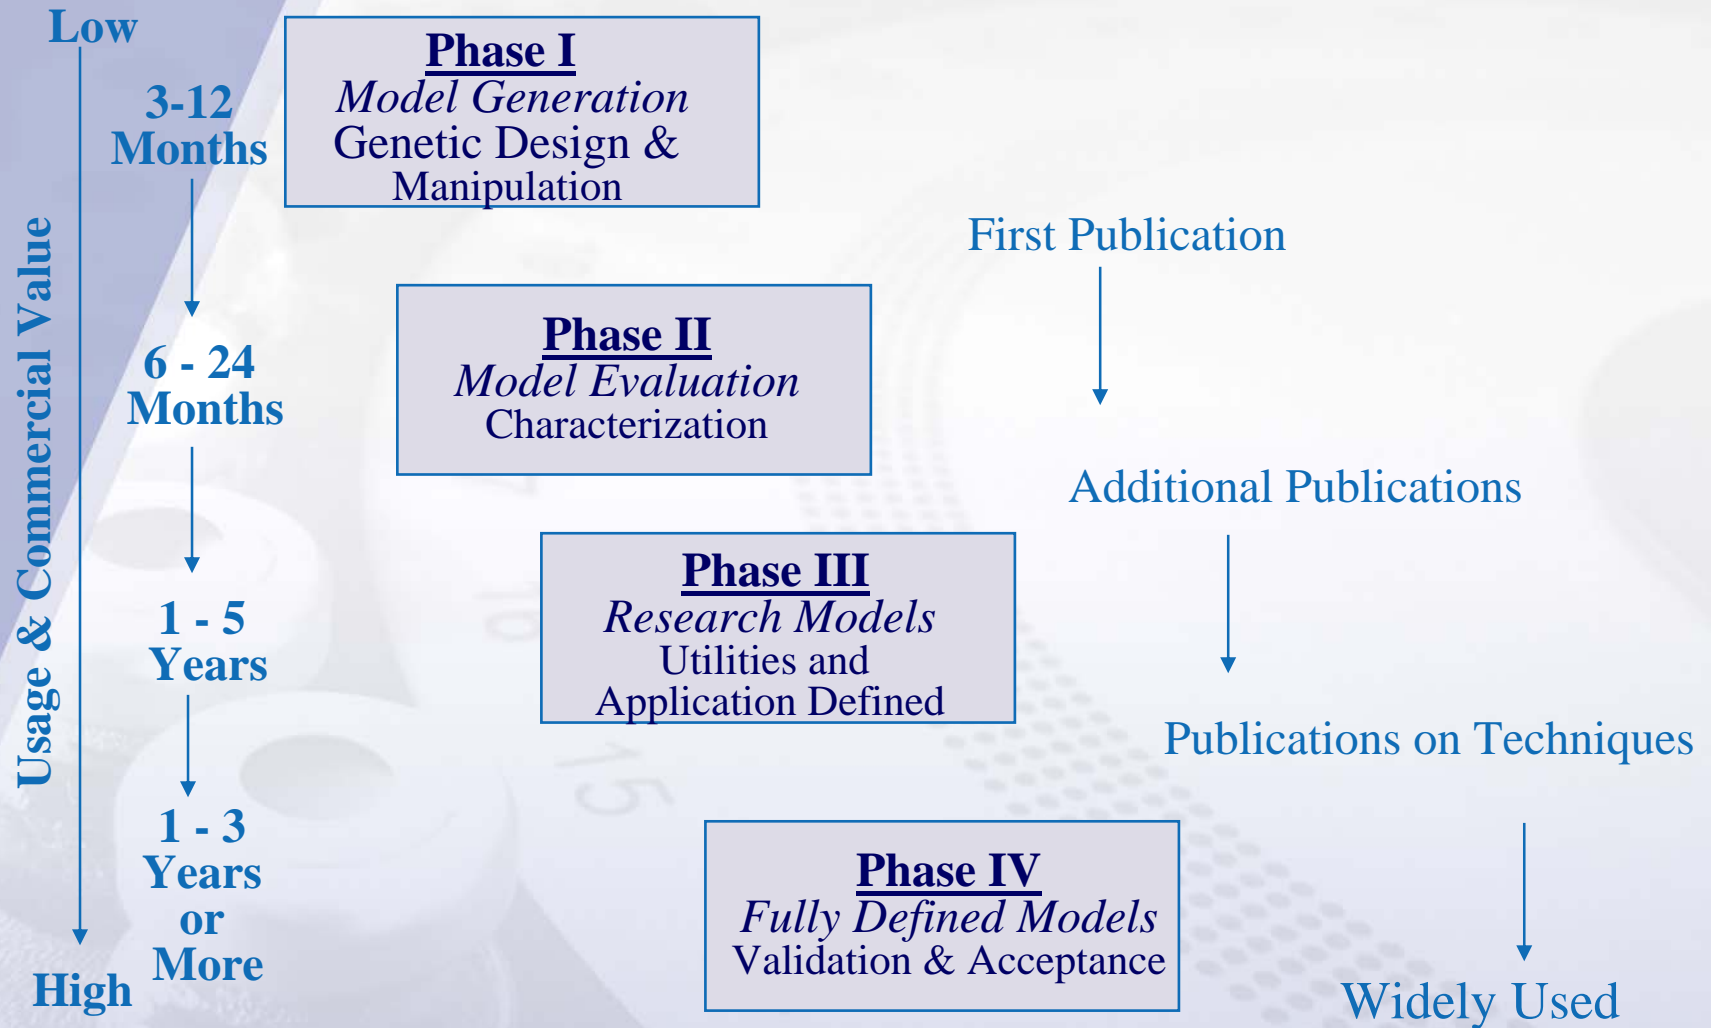 Low
Usage & Commercial Value
High
3-12
Months
6 - 24
Months
1 - 5
Years
1 - 3
Years
or
More
Phase I
Model Generation
Genetic Design &
Manipulation
Phase II
Model Evaluation
Characterization
Phase III
Research Models
Utilities and
Application Defined
Phase IV
Fully Defined Models
Validation & Acceptance
First Publication
Additional Publications
Publications on Techniques
Widely Used
15